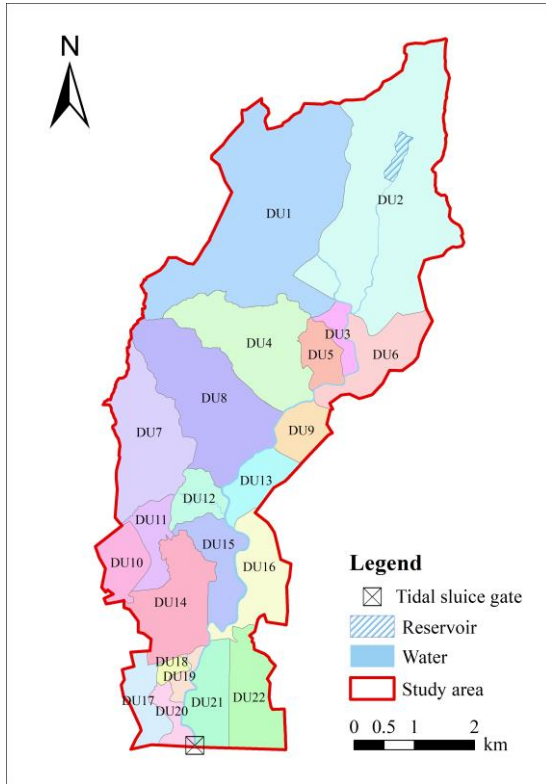 N
DU1
DU2
DU3
DU4
DU5
DU6
DU8
DU7
DU9
DU13
DU12
DU11
DU15
DU16
DU10
DU14
DU18
DU19
DU17
DU20
DU21
DU22
Legend
Tidal sluice gate
Reservoir
Water
Study area
0 0.5 1 2
km